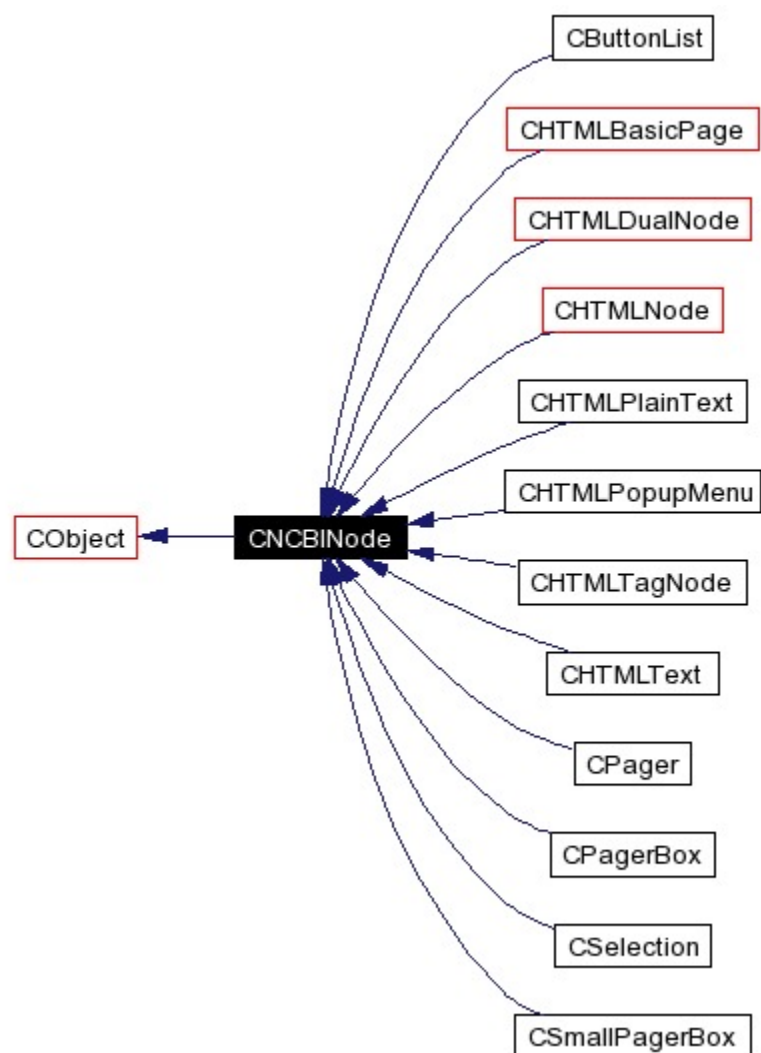 CButtonList
CHTMLBasicPage
CHTMLDualNode
CHTMLNode
CHTMLPlainText
CHTMLPopupMenu
CObject
CNCBINode
CHTMLTagNode
CHTMLText
CPager
CPagerBox
CSelection
CSmallPagerBox